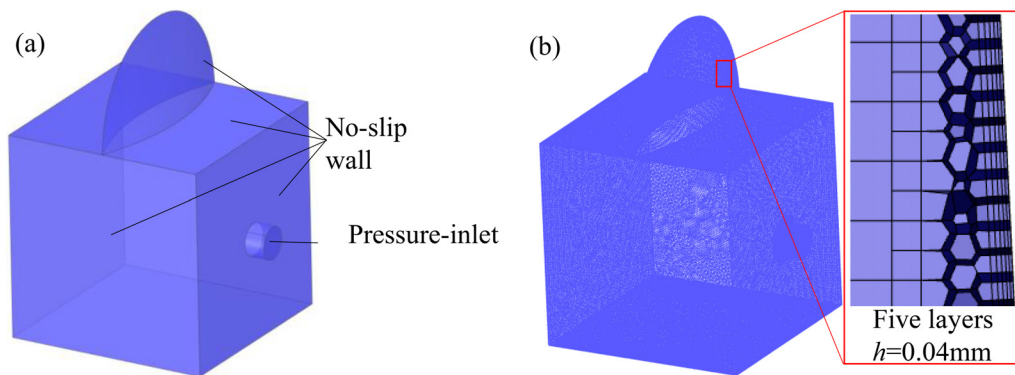 (a)
No-slip
wall
Pressure-inlet
(b)
Five layers
h=0.04mm